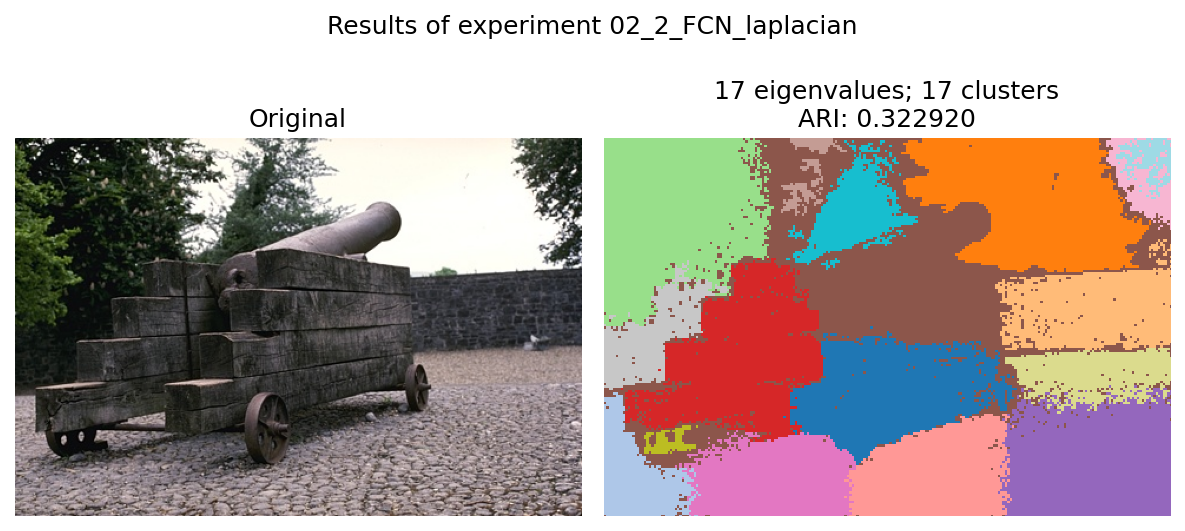 Results of experiment 02_2_FCN_laplacian
Original
17 eigenvalues; 17 clusters
ARI: 0.322920